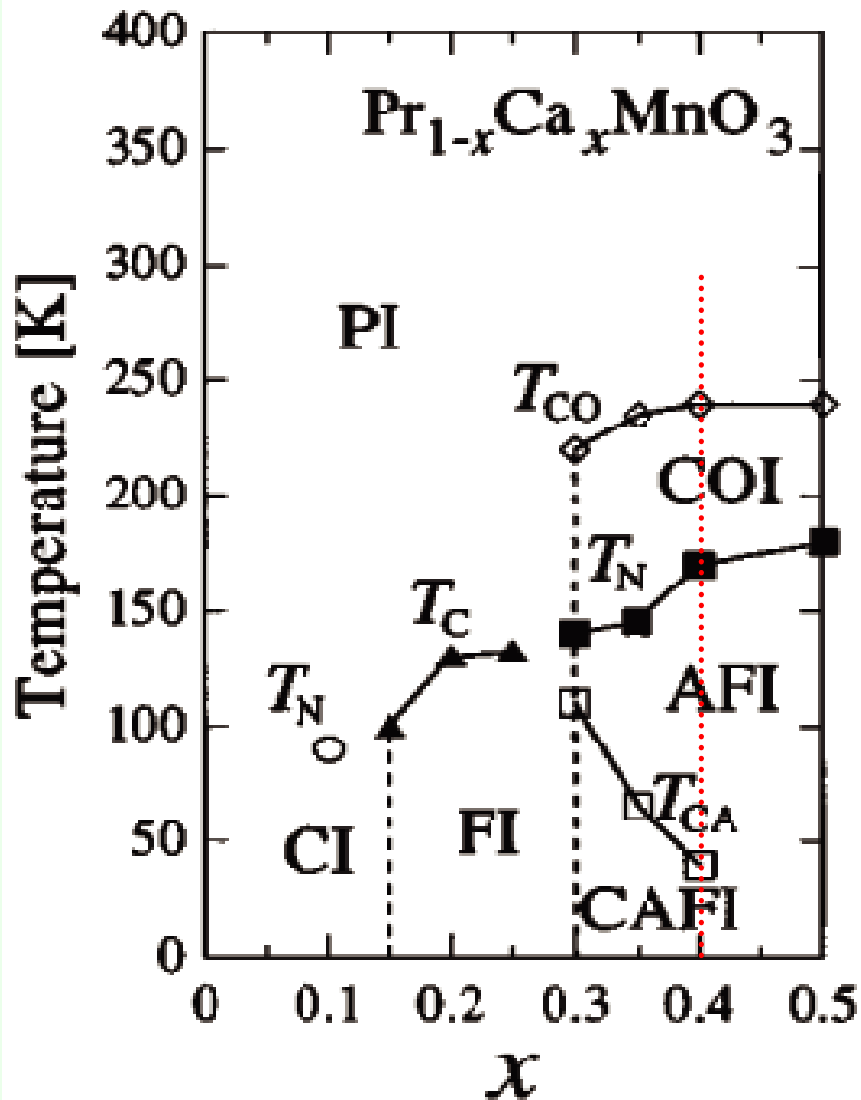 400
Pr1-xCaxMnO3
350
300
PI
250
TCO
200
COI
TN
150
TC
TN
AFI
100
TCA
50
CI
FI
CAFI
0
0 0.1 0.2 0.3 0.4 0.5
x
Temperature [K]